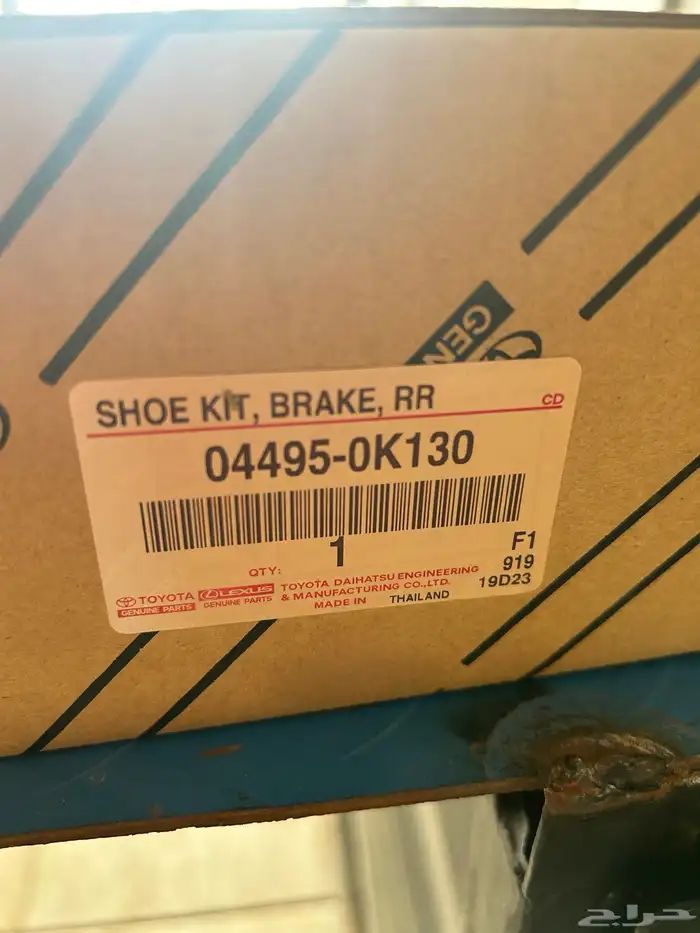 GEN
SHOE KIT, BRAKE, RR
CD
04495-0K130
QTY: 1
F1
919
19D23
TOYOTA
GENUINE PARTS
LEXUS
GENUINE PARTS
TOYOTA DAIHATSU ENGINEERING
& MANUFACTURING CO.,LTD.
MADE IN THAILAND
حراج